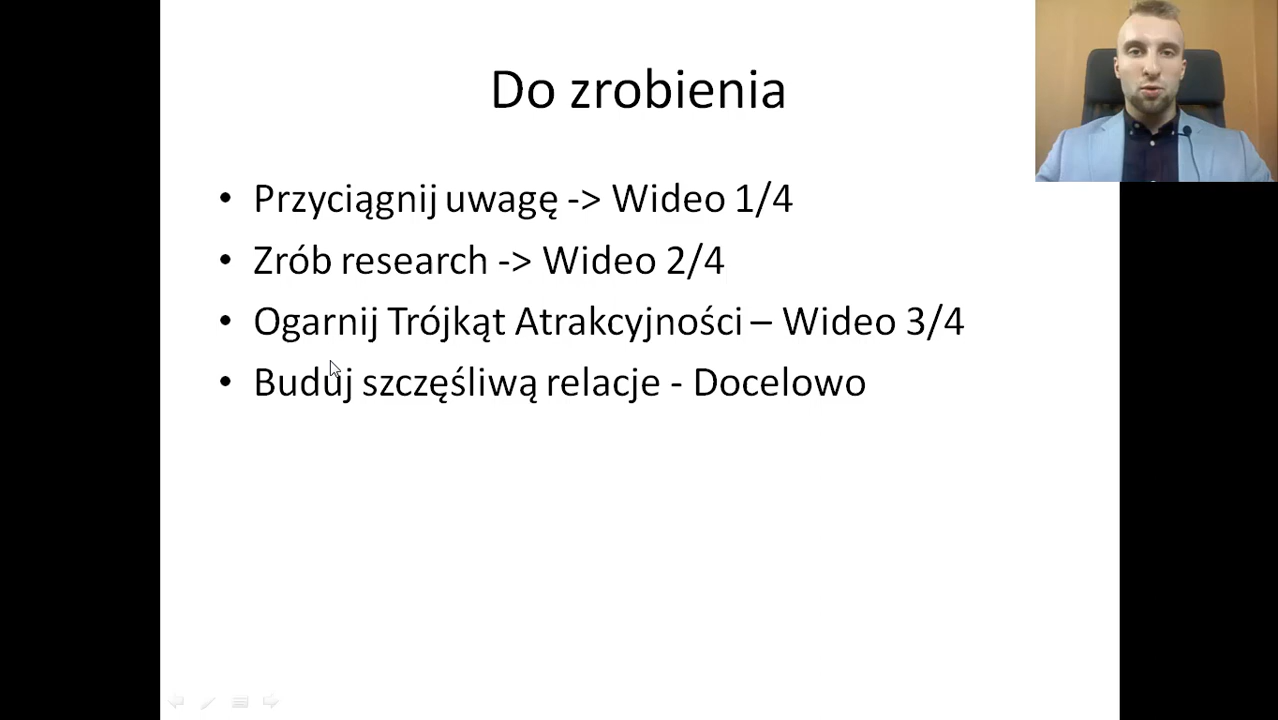 Do zrobienia
• Przyciągnij uwagę -> Wideo 1/4
• Zrób research -> Wideo 2/4
• Ogarnij Trójkąt Atrakcyjności – Wideo 3/4
• Buduj szczęśliwą relacje - Docelowo